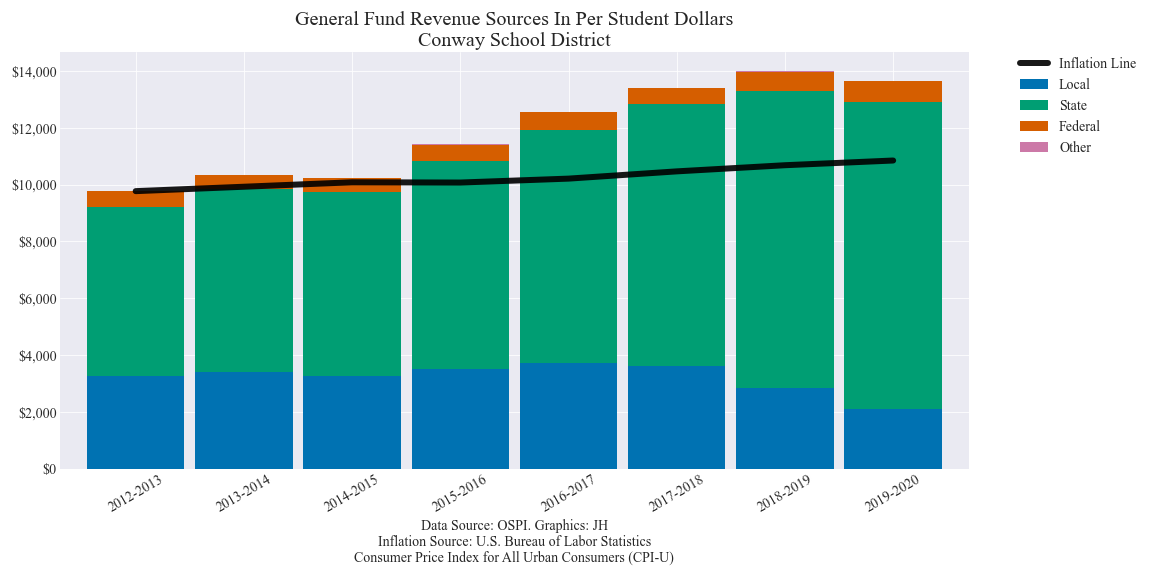 General Fund Revenue Sources In Per Student Dollars
Conway School District
Inflation Line
Local
State
Federal
Other
$14,000
$12,000
$10,000
$8,000
$6,000
$4,000
$2,000
$0
2012-2013
2013-2014
2014-2015
2015-2016
2016-2017
2017-2018
2018-2019
2019-2020
Data Source: OSPI. Graphics: JH
Inflation Source: U.S. Bureau of Labor Statistics
Consumer Price Index for All Urban Consumers (CPI-U)